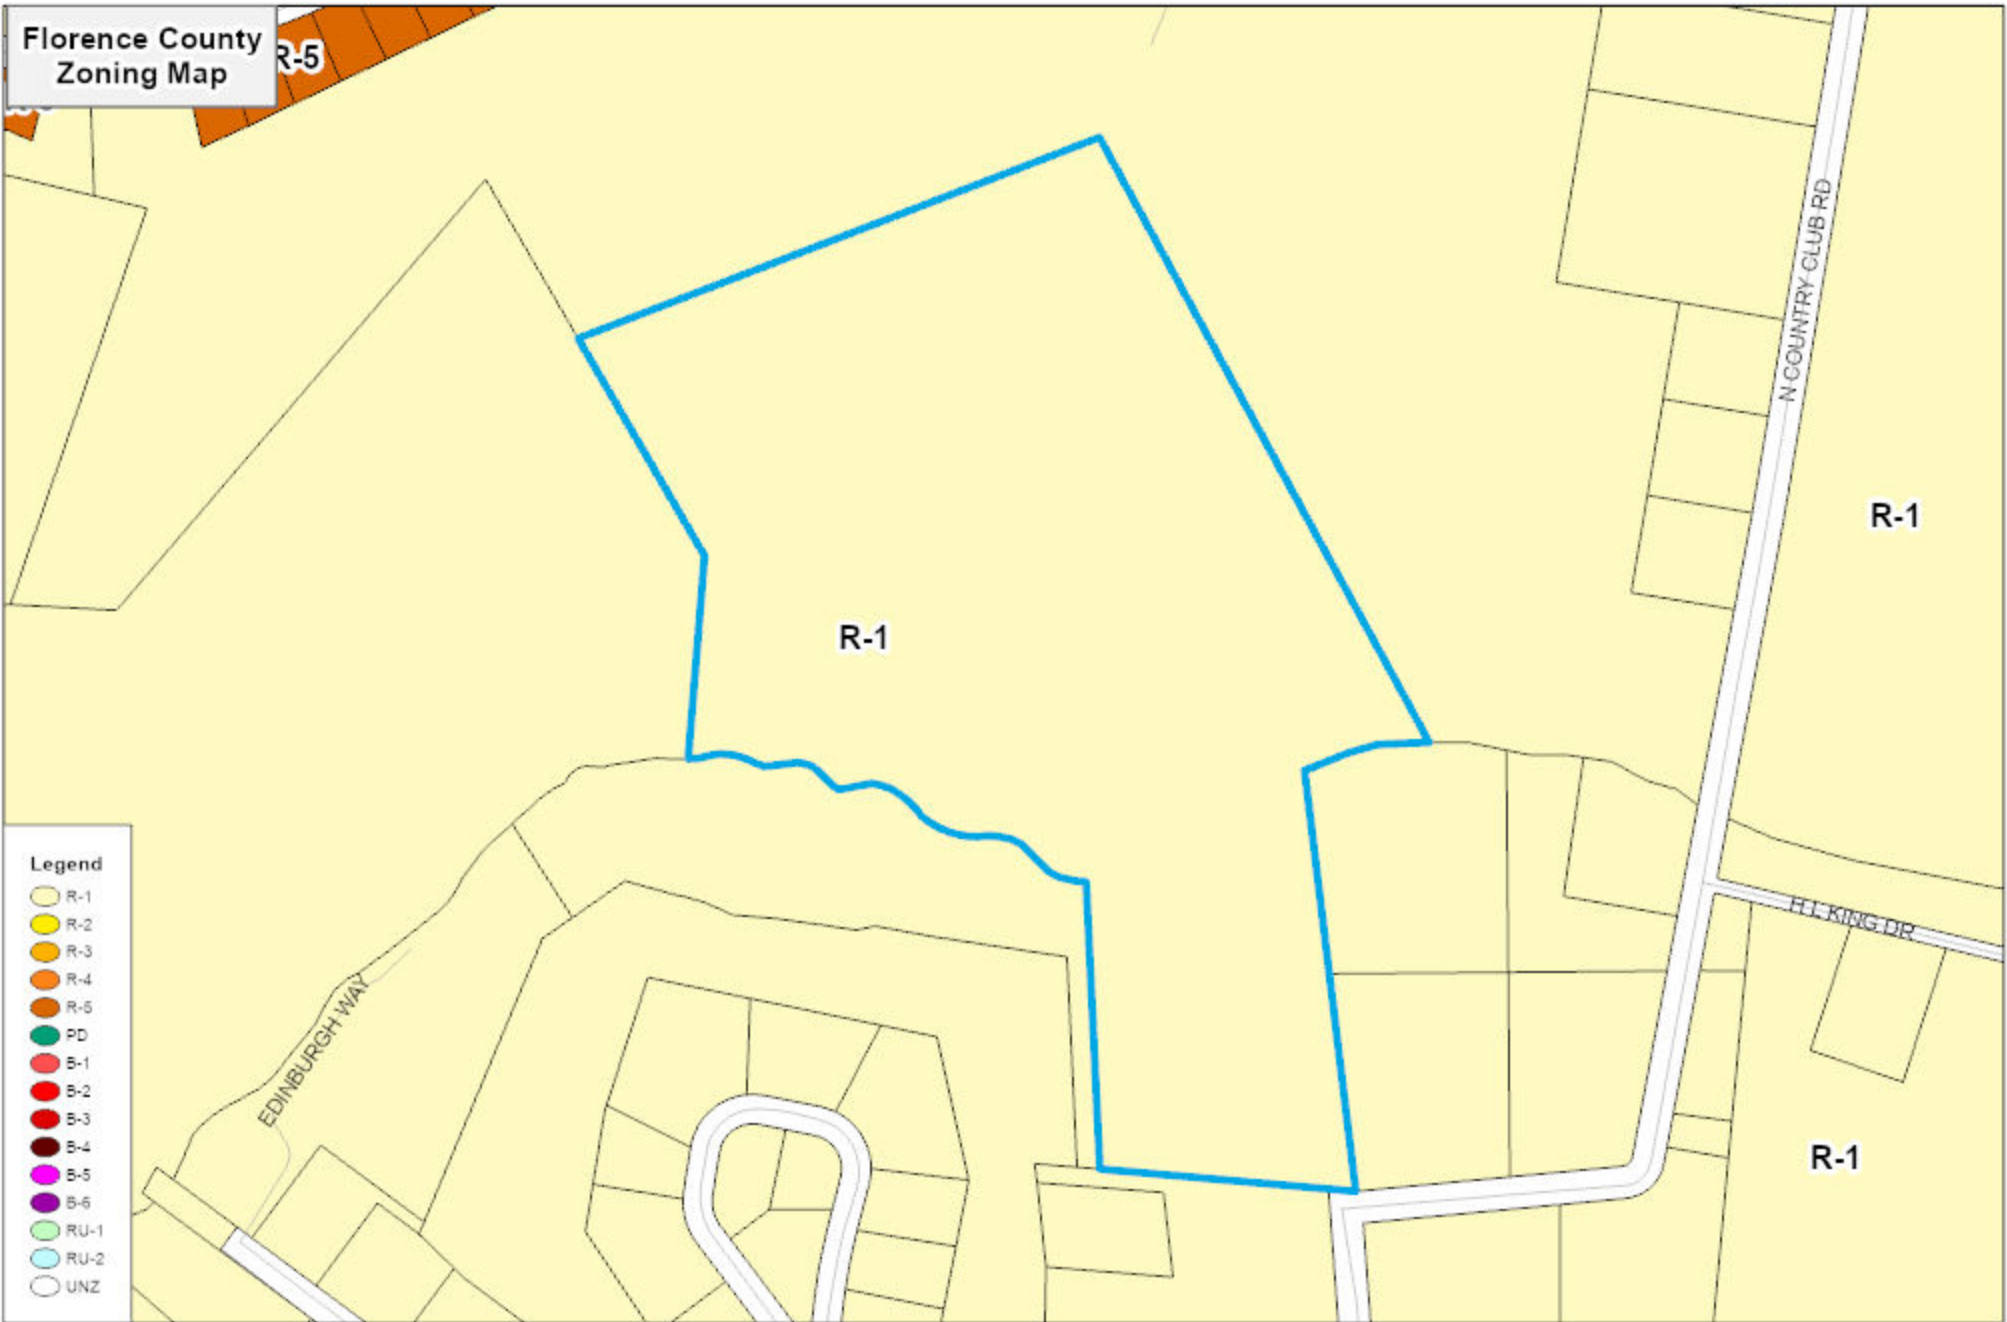 Florence County
Zoning Map
R-5
N COUNTRY CLUB RD
R-1
R-1
H L KING DR
EDINBURGH WAY
R-1
Legend
R-1
R-2
R-3
R-4
R-5
PD
B-1
B-2
B-3
B-4
B-5
B-6
RU-1
RU-2
UNZ